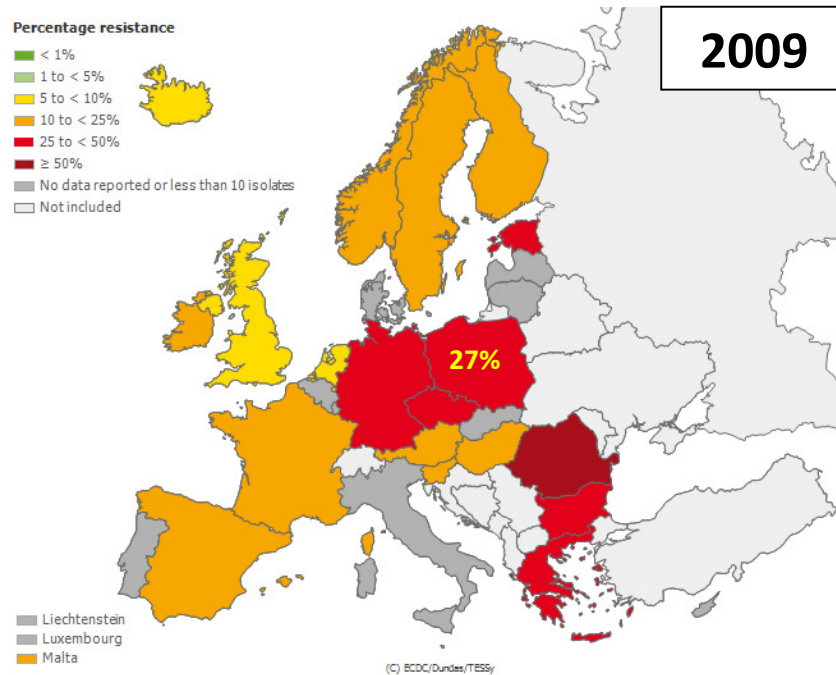 Percentage resistance
< 1%
1 to < 5%
5 to < 10%
10 to < 25%
25 to < 50%
≥ 50%
No data reported or less than 10 isolates
Not included
2009
27%
Liechtenstein
Luxembourg
Malta
(C) ECDC/Dundas/TESSy